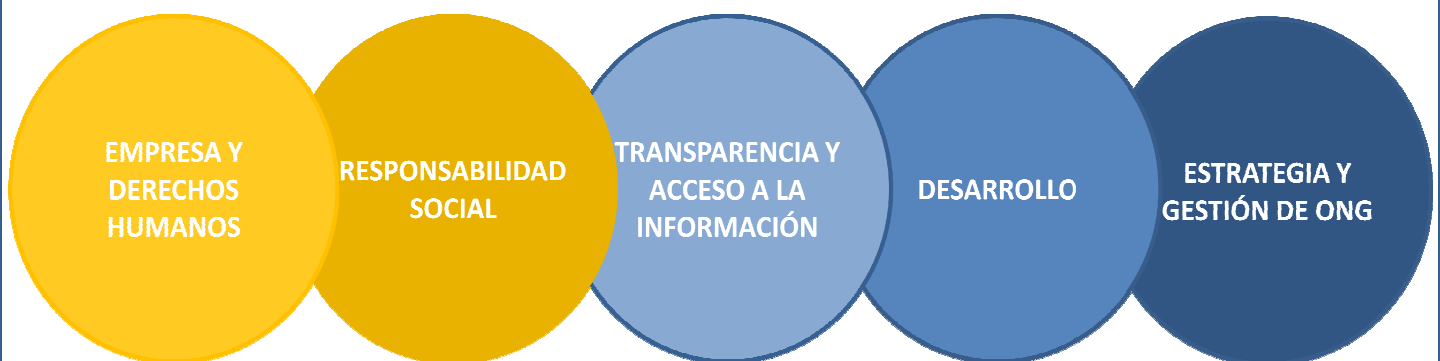 EMPRESA Y
DERECHOS
HUMANOS
RESPONSABILIDAD
SOCIAL
TRANSPARENCIA Y
ACCESO A LA
INFORMACIÓN
DESARROLLO
ESTRATEGIA Y
GESTIÓN DE ONG